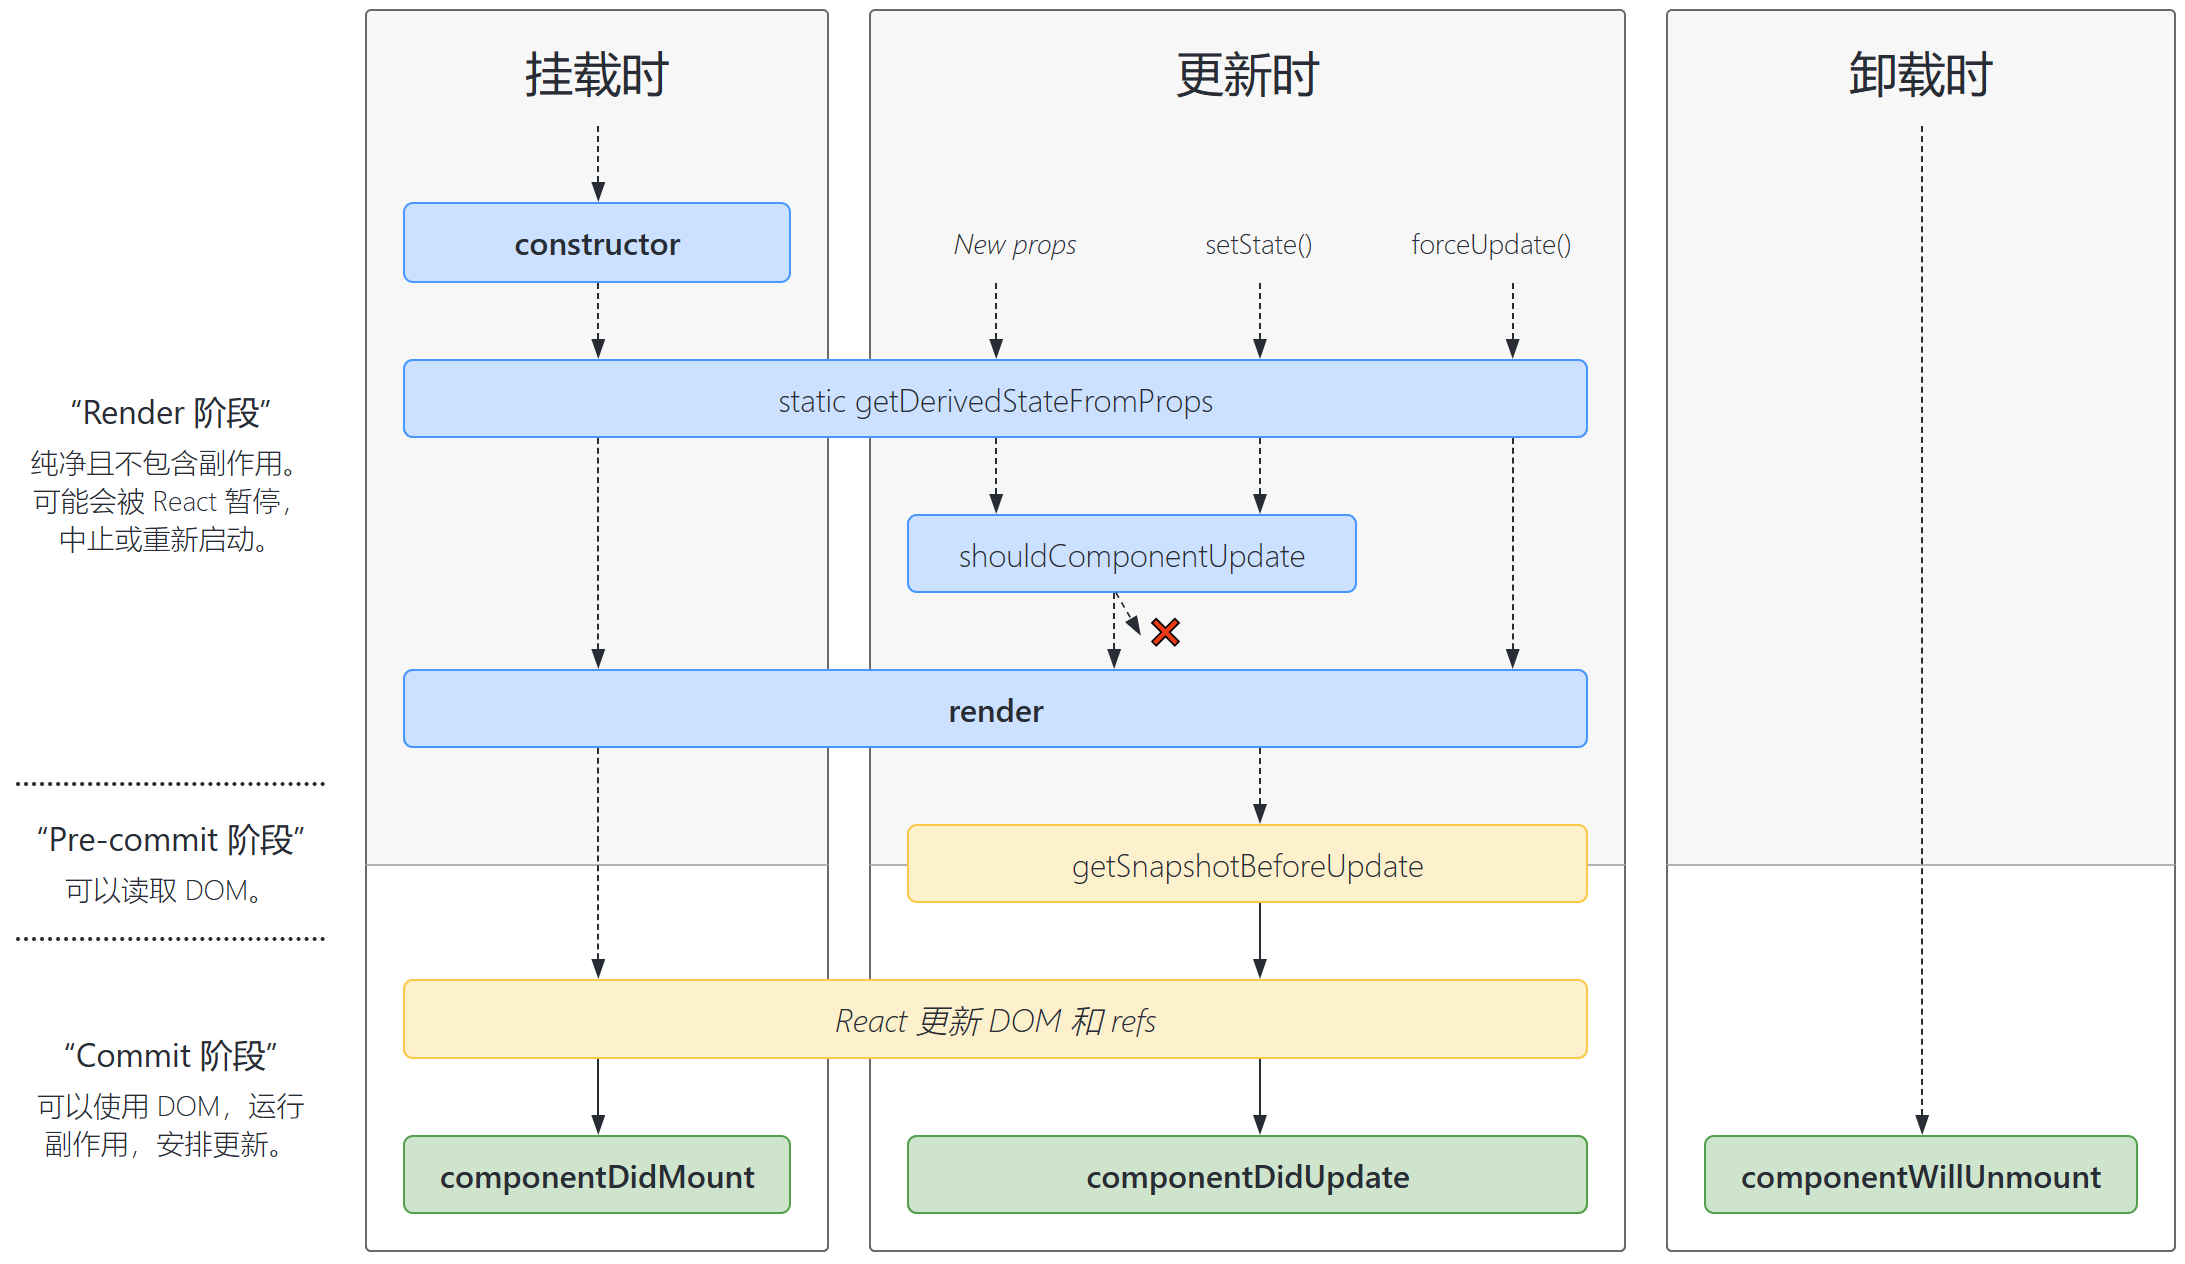 挂载时
更新时
卸载时
constructor
New props
setState()
forceUpdate()
static getDerivedStateFromProps
“Render 阶段”
纯净且不包含副作用。
可能会被 React 暂停，
中止或重新启动。
shouldComponentUpdate
render
“Pre-commit 阶段”
可以读取 DOM。
getSnapshotBeforeUpdate
React 更新 DOM 和 refs
“Commit 阶段”
可以使用 DOM，运行
副作用，安排更新。
componentDidMount
componentDidUpdate
componentWillUnmount